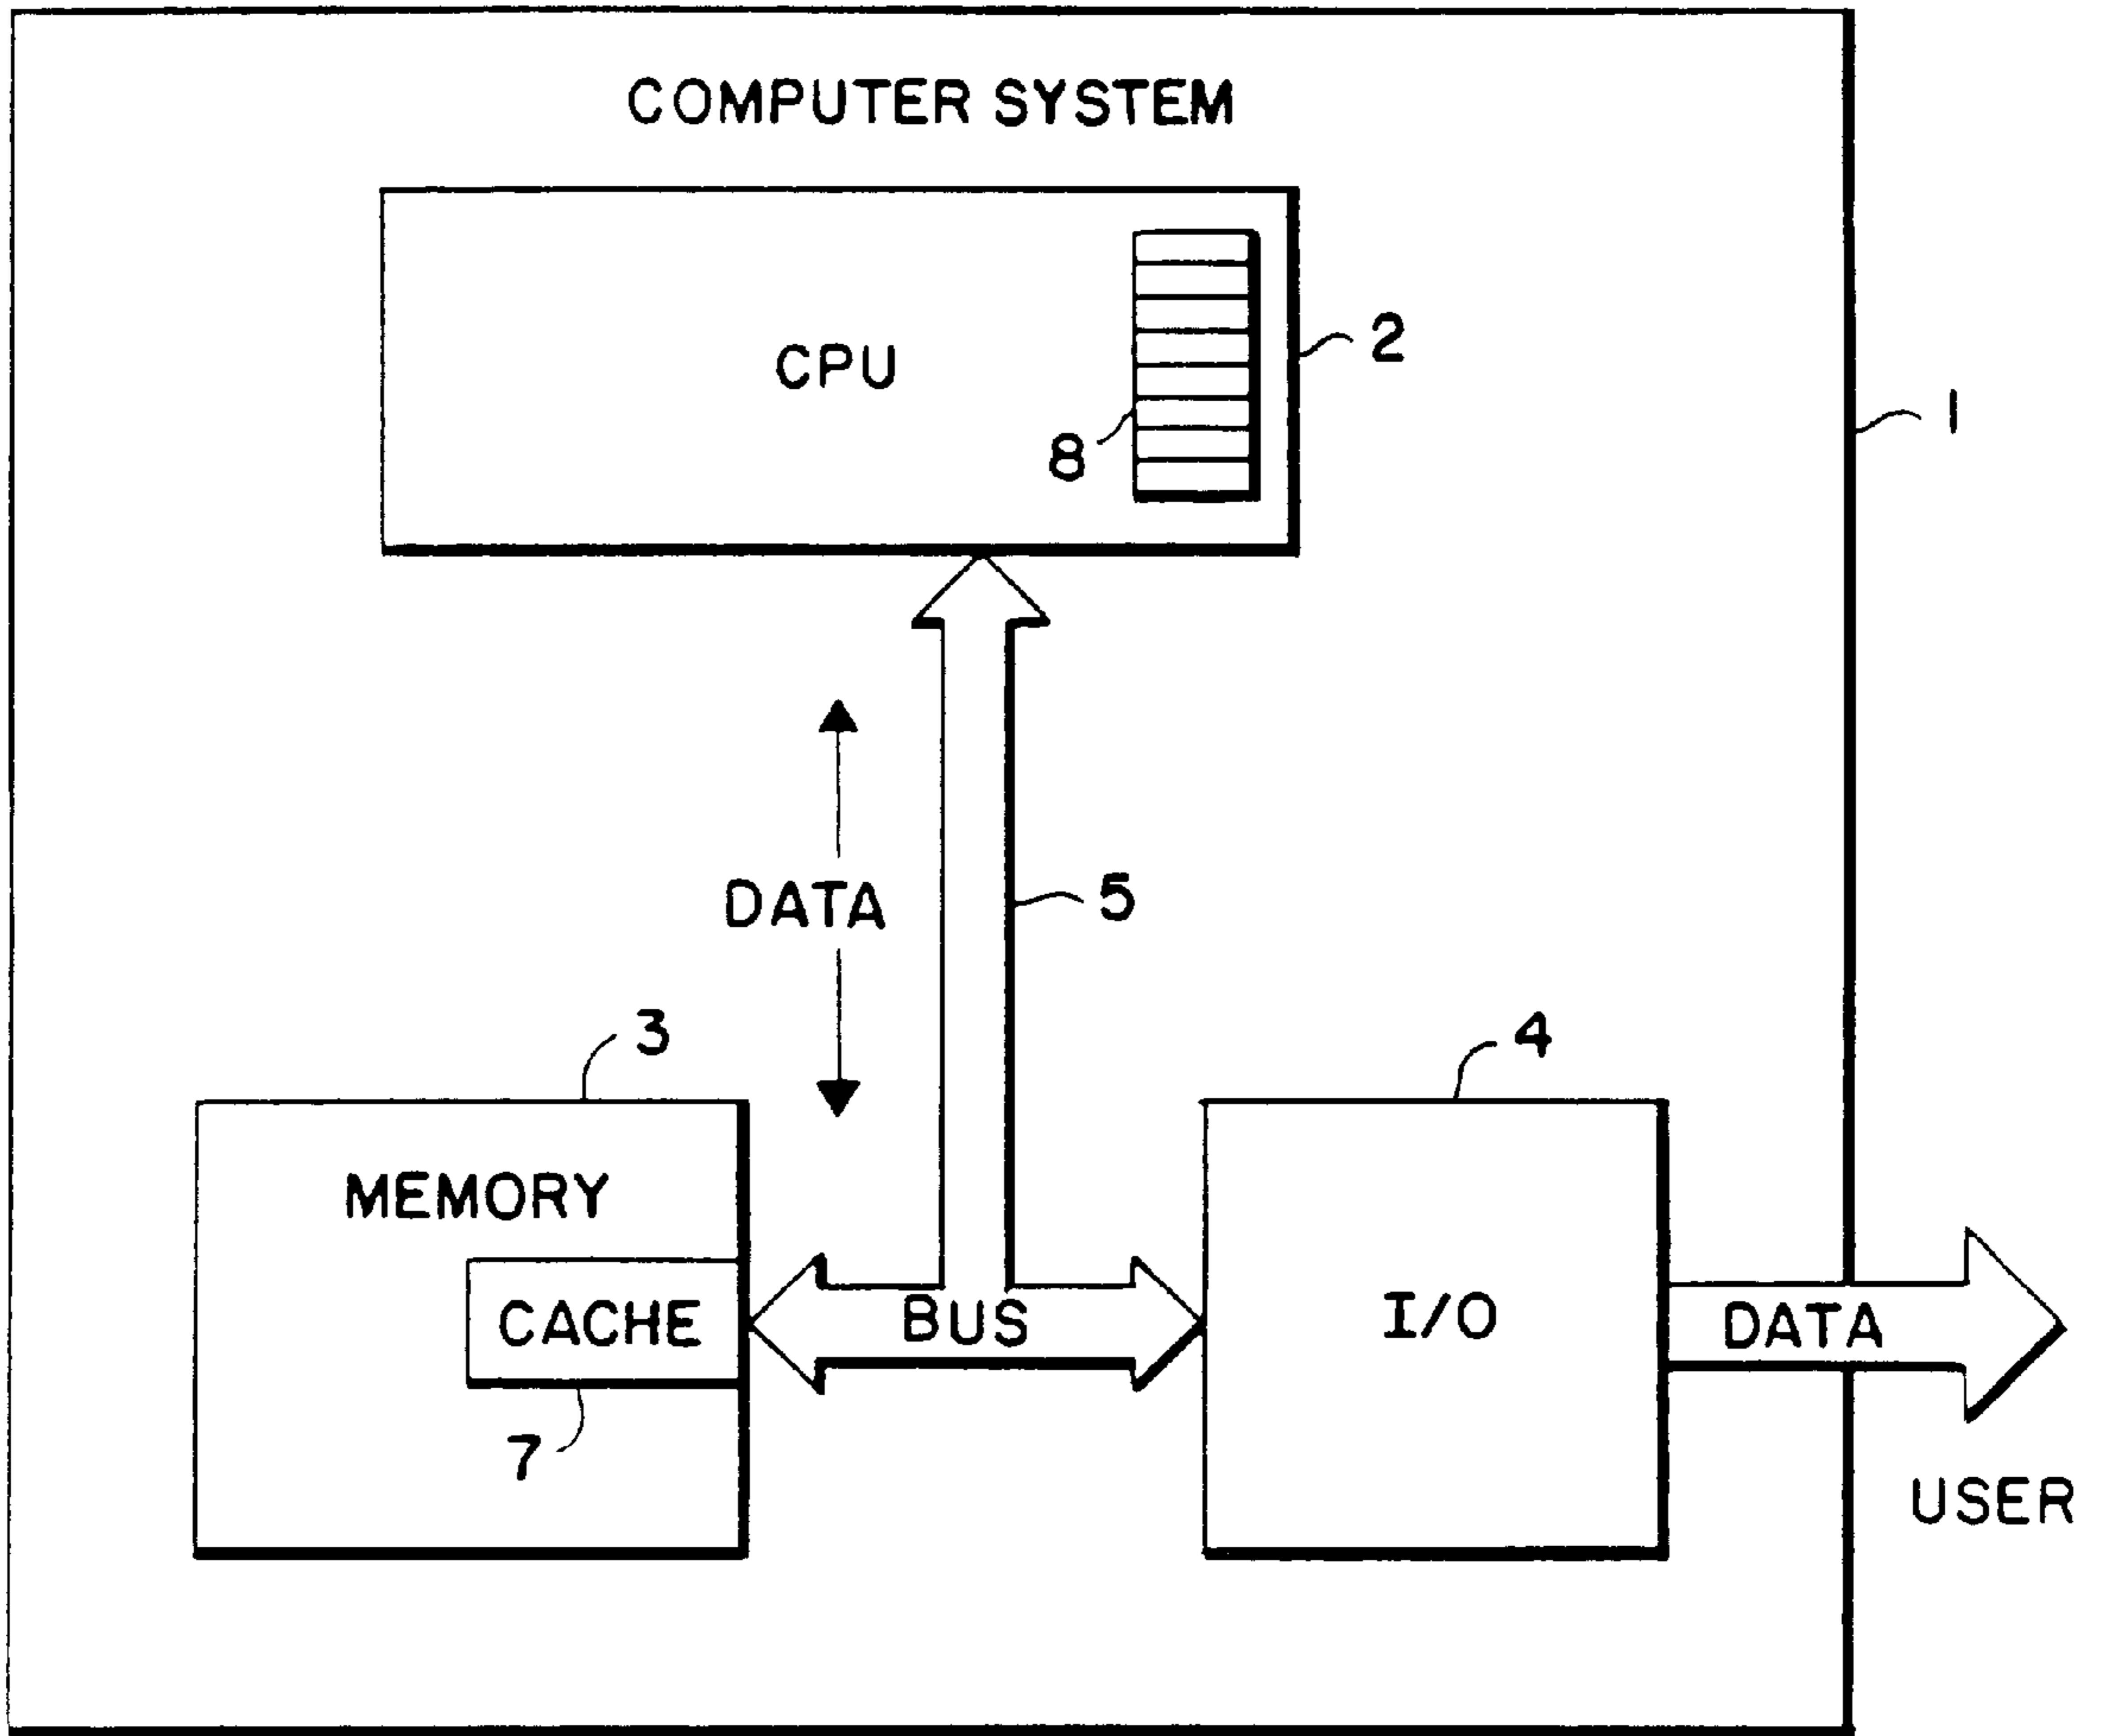 COMPUTER SYSTEM
CPU
2
1
8
DATA
5
3
4
MEMORY
CACHE
BUS
I/O
DATA
7
USER